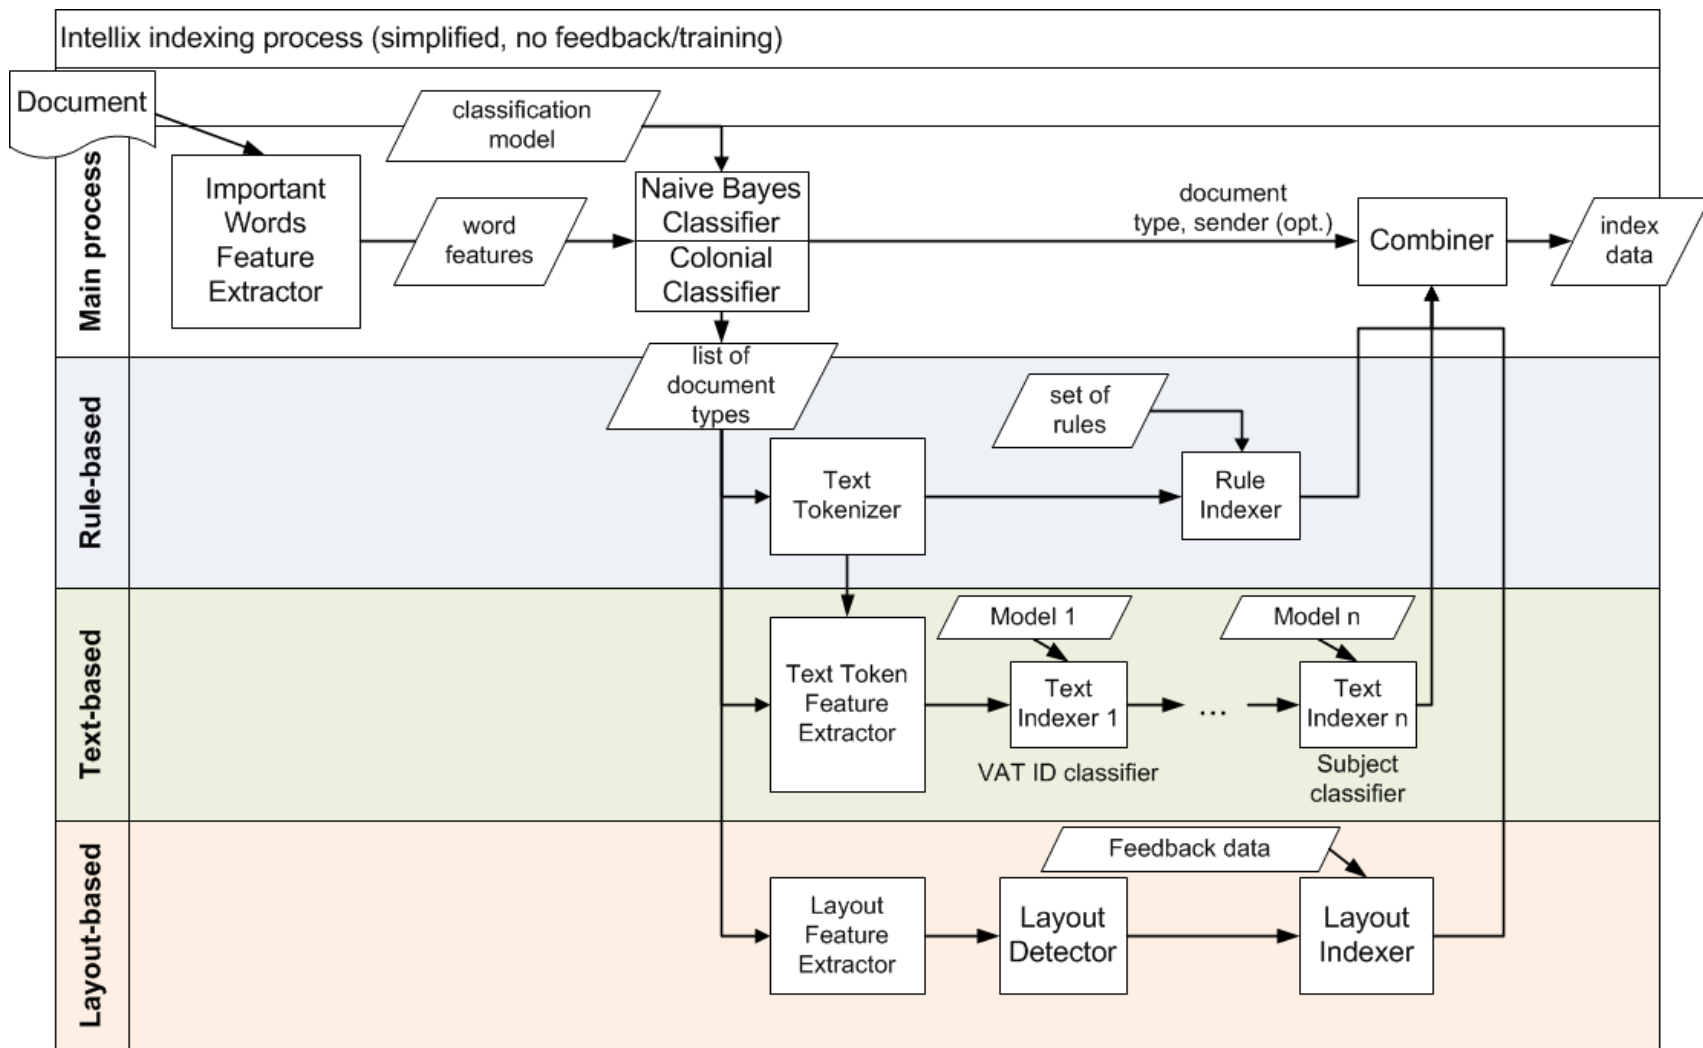 Intellix indexing process (simplified, no feedback/training)
Document
classification
model
Main process
Important
Words
Feature
Extractor
word
features
Naive Bayes
Classifier
Colonial
Classifier
document
type, sender (opt.)
Combiner
index
data
list of
document
types
Rule-based
set of
rules
Text
Tokenizer
Rule
Indexer
Text-based
Model 1
Model n
Text Token
Feature
Extractor
Text
Indexer 1
...
Text
Indexer n
VAT ID classifier
Subject
classifier
Layout-based
Feedback data
Layout
Feature
Extractor
Layout
Detector
Layout
Indexer